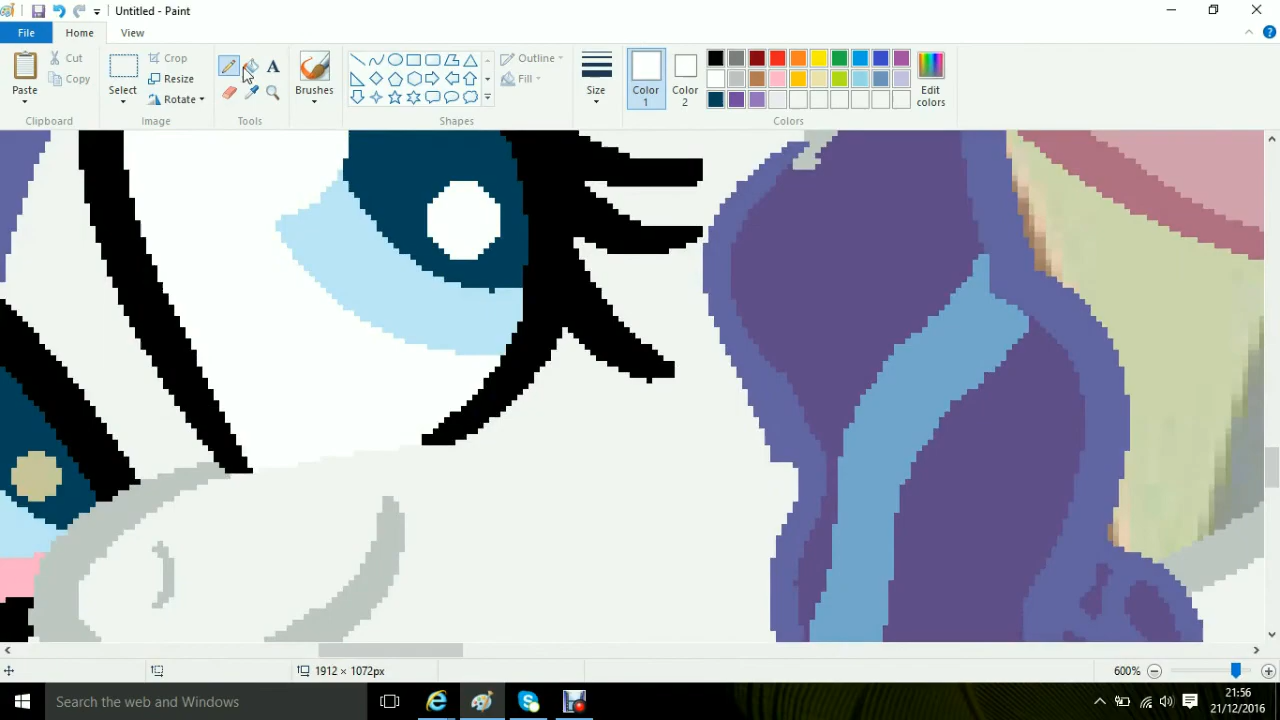 Untitled - Paint
File
Home
View
Paste
Cut
Copy
Clipboard
Select
Crop
Resize
Rotate
Image
Tools
Brushes
Shapes
Outline
Fill
Size
Color 1
Color 2
Edit colors
Colors
1912 × 1072px
600%
Search the web and Windows
21:56
21/12/2016